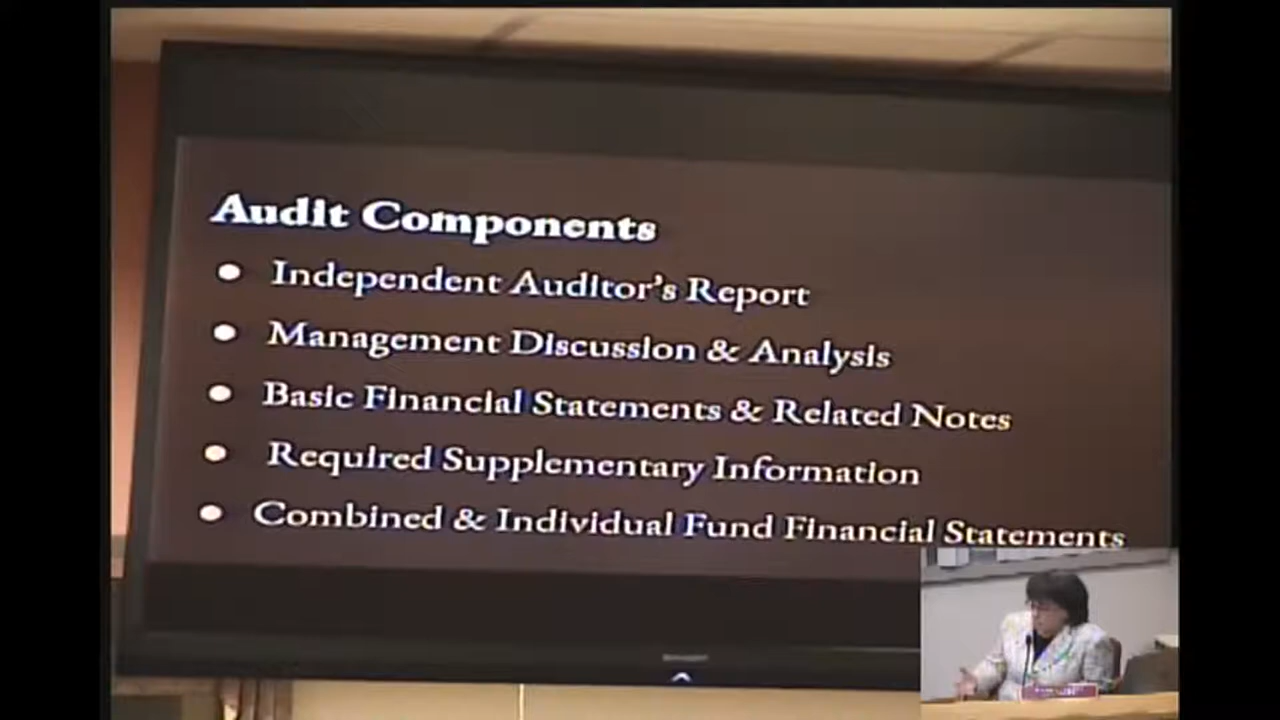 Audit Components
Independent Auditor's Report
Management Discussion & Analysis
Basic Financial Statements & Related Notes
Required Supplementary Information
Combined & Individual Fund Financial Statements